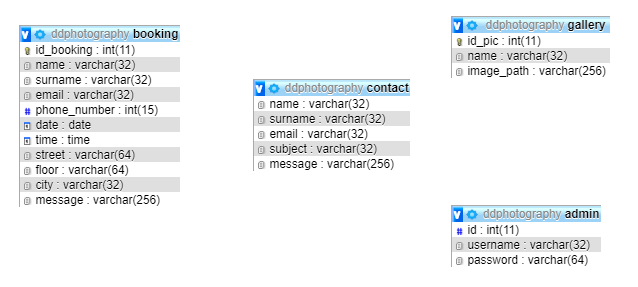 ddphotography booking
id_booking : int(11)
name : varchar(32)
surname : varchar(32)
email : varchar(32)
phone_number : int(15)
date : date
time : time
street : varchar(64)
floor : varchar(64)
city : varchar(32)
message : varchar(256)
ddphotography contact
name : varchar(32)
surname : varchar(32)
email : varchar(32)
subject : varchar(32)
message : varchar(256)
ddphotography gallery
id_pic : int(11)
name : varchar(32)
image_path : varchar(256)
ddphotography admin
id : int(11)
username : varchar(32)
password : varchar(64)